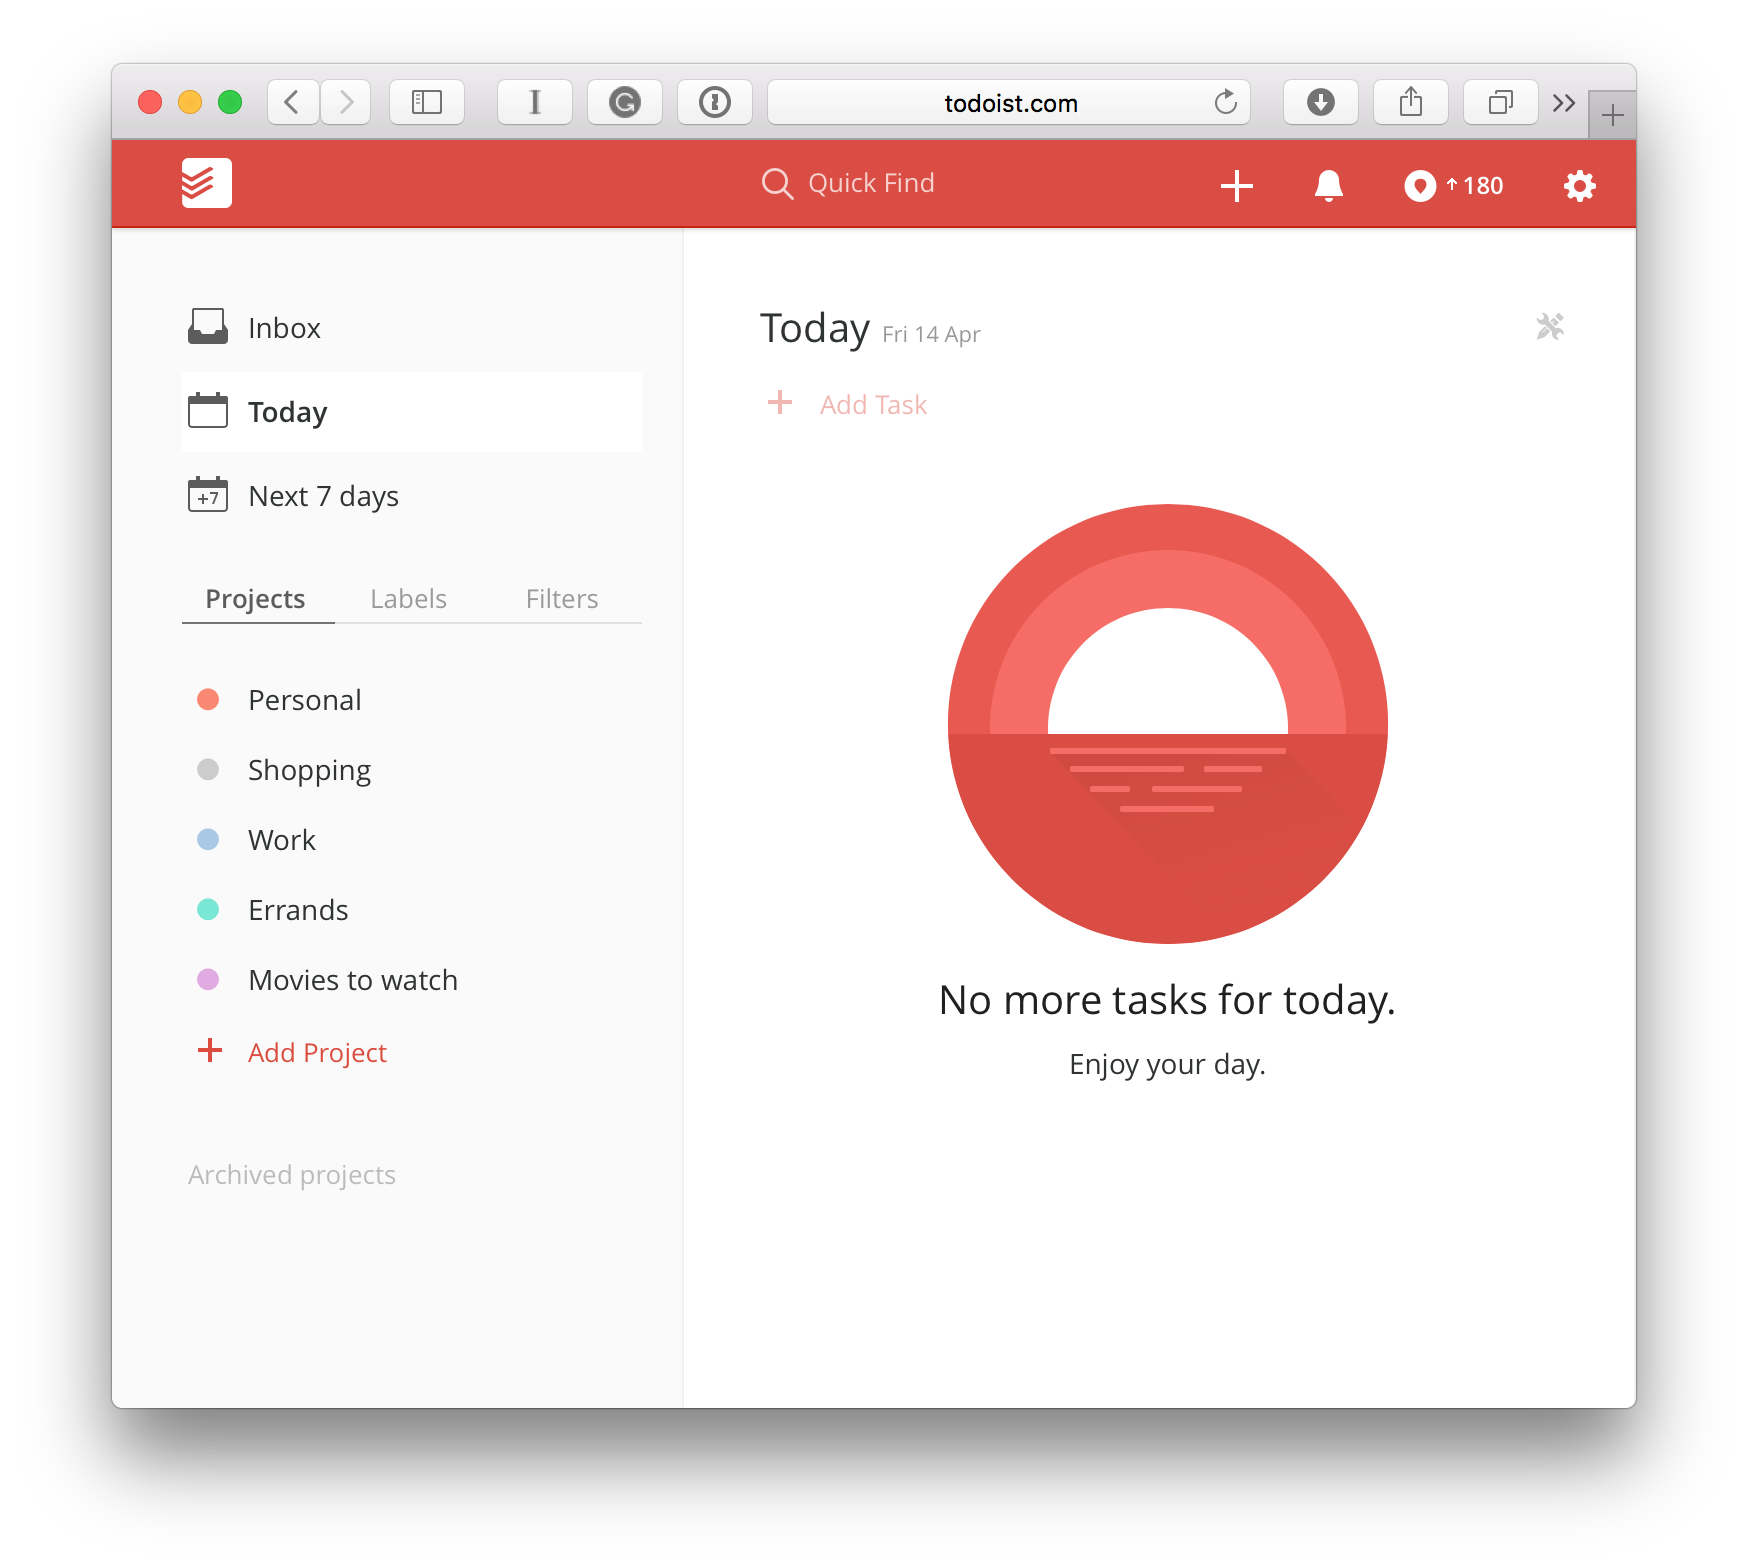 todoist.com
Quick Find
180
Inbox
Today
+7 Next 7 days
Projects Labels Filters
Personal
Shopping
Work
Errands
Movies to watch
+ Add Project
Archived projects
Today Fri 14 Apr
+ Add Task
No more tasks for today.
Enjoy your day.